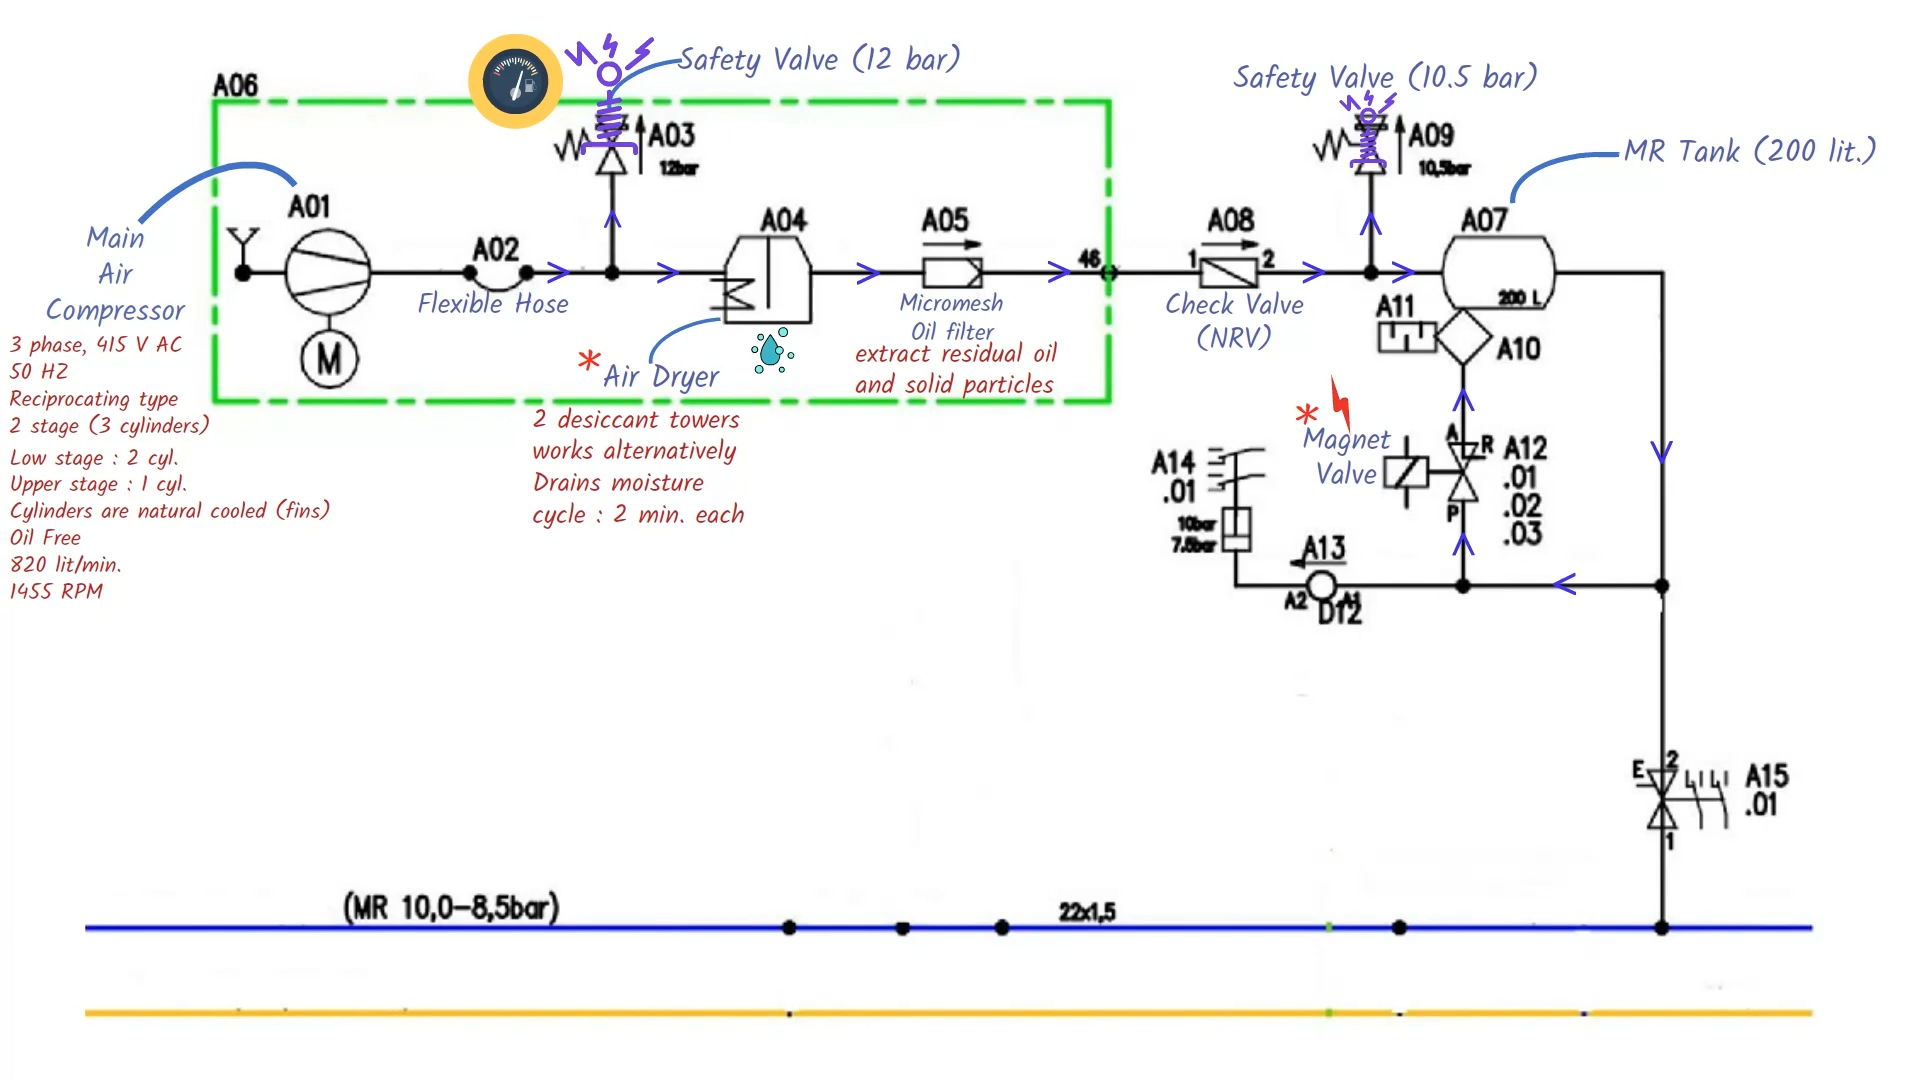 Safety Valve (12 bar)
Safety Valve (10.5 bar)
A06
A03
12bar
A09
10,5bar
MR Tank (200 lit.)
A01
A02
A04
A05
A08
A07
Main
Air
Compressor
Flexible Hose
46
1
2
200 L
Micromesh
Oil filter
extract residual oil
and solid particles
Check Valve
(NRV)
A11
A10
M
* Air Dryer
3 phase, 415 V AC
50 HZ
Reciprocating type
2 stage (3 cylinders)
Low stage : 2 cyl.
Upper stage : 1 cyl.
Cylinders are natural cooled (fins)
Oil Free
820 lit/min.
1455 RPM
2 desiccant towers
works alternatively
Drains moisture
cycle : 2 min. each
*
Magnet
Valve
A
R
P
A12
.01
.02
.03
A14
.01
10bar
7.5bar
A13
A2
A1
D12
E
2
1
A15
.01
(MR 10,0-8,5bar)
22x1,5